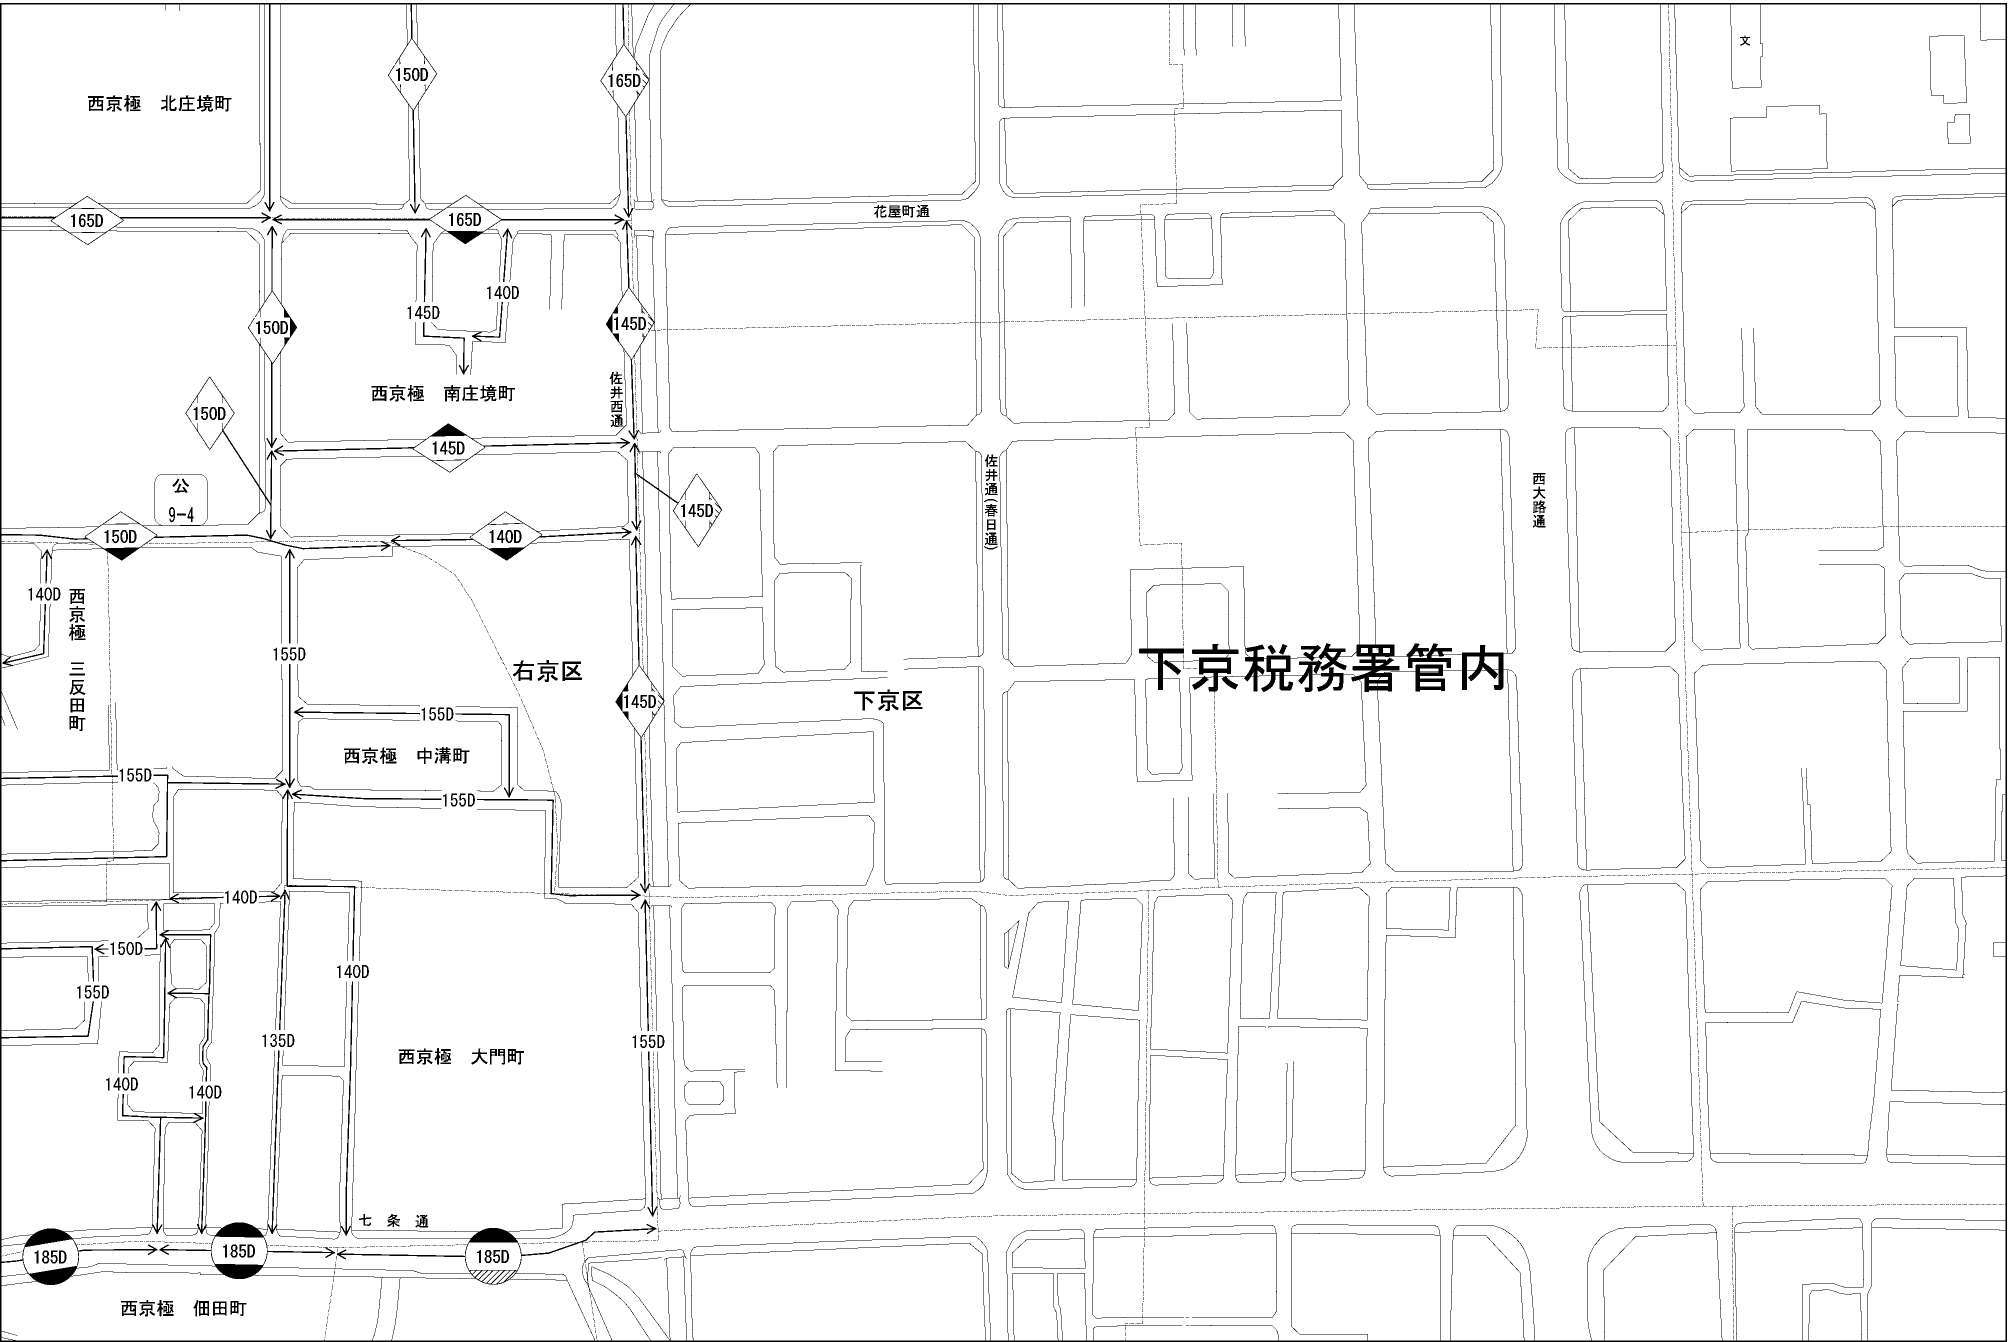 文
150D
165D
西京極　北庄境町
165D
165D
花屋町通
140D
145D
150D
145D
佐井西通
西京極　南庄境町
150D
145D
佐井通(春日通)
西大路通
公
9-4
145D
150D
140D
140D
西京極　三反田町
155D
右京区
下京税務署管内
145D
下京区
155D
西京極　中溝町
155D
155D
140D
150D
140D
155D
135D
155D
西京極　大門町
140D
140D
七条通
185D
185D
185D
西京極　佃田町